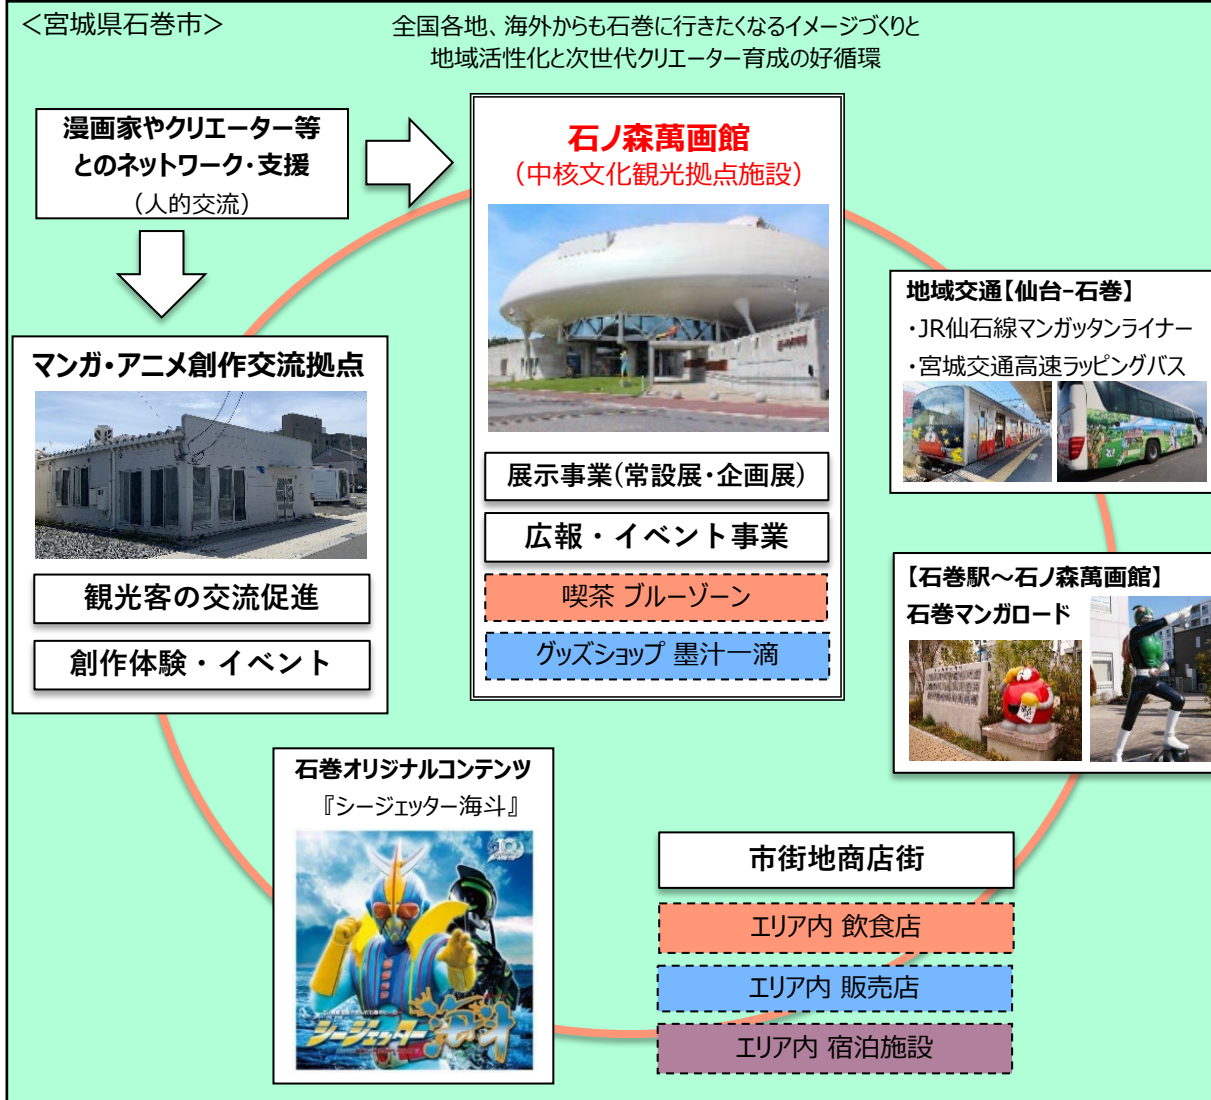 <宮城県石巻市>
全国各地、海外からも石巻に行きたくなるイメージづくりと
地域活性化と次世代クリエーター育成の好循環
漫画家やクリエーター等
とのネットワーク・支援
(人的交流)
石ノ森萬画館
(中核文化観光拠点施設)
展示事業(常設展・企画展)
広報・イベント事業
喫茶 ブルーゾーン
グッズショップ 墨汁一滴
マンガ・アニメ創作交流拠点
観光客の交流促進
創作体験・イベント
地域交通【仙台-石巻】
・JR仙石線マンガッタンライナー
・宮城交通高速ラッピングバス
【石巻駅～石ノ森萬画館】
石巻マンガロード
石巻オリジナルコンテンツ
『シージェッター海斗』
シージェッター海斗
市街地商店街
エリア内 飲食店
エリア内 販売店
エリア内 宿泊施設